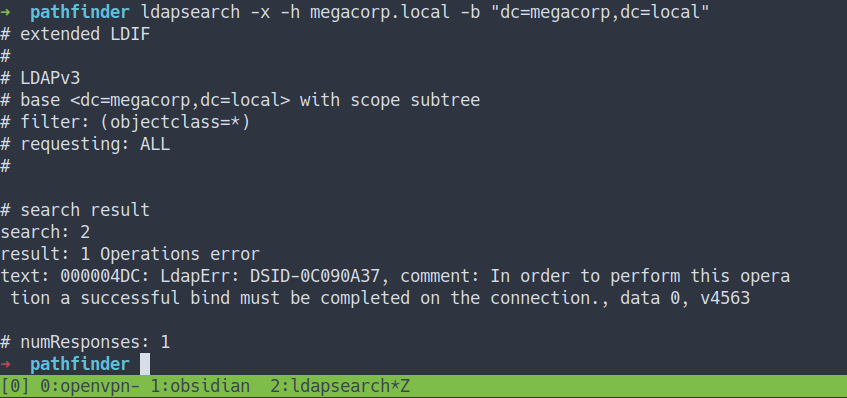 → pathfinder ldapsearch -x -h megacorp.local -b "dc=megacorp,dc=local"
# extended LDIF
#
# LDAPv3
# base <dc=megacorp,dc=local> with scope subtree
# filter: (objectclass=*)
# requesting: ALL
#
# search result
search: 2
result: 1 Operations error
text: 000004DC: LdapErr: DSID-0C090A37, comment: In order to perform this opera
 tion a successful bind must be completed on the connection., data 0, v4563
# numResponses: 1
→ pathfinder
[0] 0:openvpn- 1:obsidian  2:ldapsearch*Z